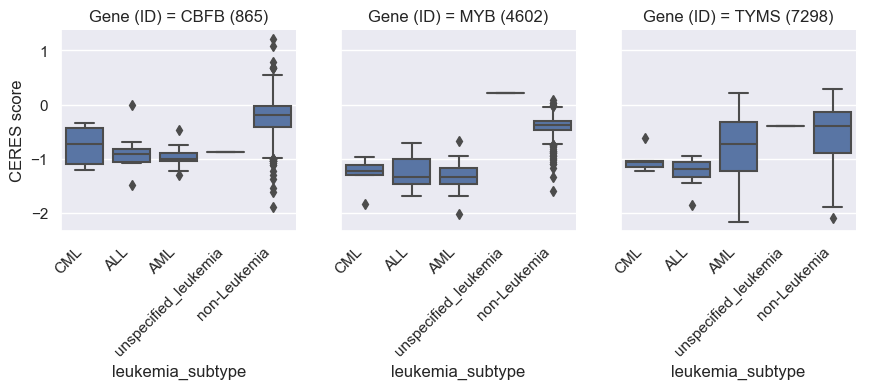 Gene (ID) = CBFB (865)
Gene (ID) = MYB (4602)
Gene (ID) = TYMS (7298)
CERES score
1
0
−1
−2
CML
ALL
AML
unspecified_leukemia
non-Leukemia
CML
ALL
AML
unspecified_leukemia
non-Leukemia
CML
ALL
AML
unspecified_leukemia
non-Leukemia
leukemia_subtype
leukemia_subtype
leukemia_subtype